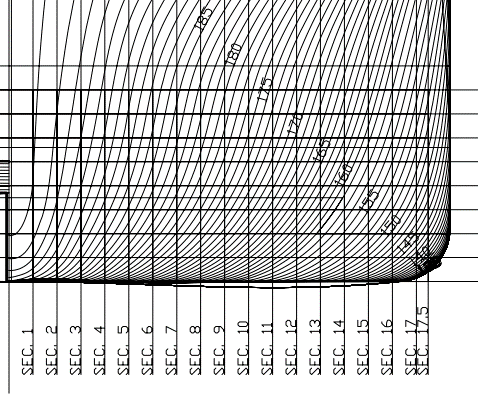 185
180
175
170
165
160
155
150
145
SEC. 1
SEC. 2
SEC. 3
SEC. 4
SEC. 5
SEC. 6
SEC. 7
SEC. 8
SEC. 9
SEC. 10
SEC. 11
SEC. 12
SEC. 13
SEC. 14
SEC. 15
SEC. 16
SEC. 17
SEC. 17.5